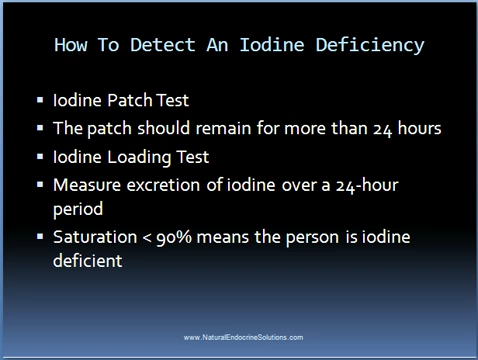 How To Detect An Iodine Deficiency
▪ Iodine Patch Test
▪ The patch should remain for more than 24 hours
▪ Iodine Loading Test
▪ Measure excretion of iodine over a 24-hour
period
▪ Saturation < 90% means the person is iodine
deficient
www.NaturalEndocrineSolutions.com